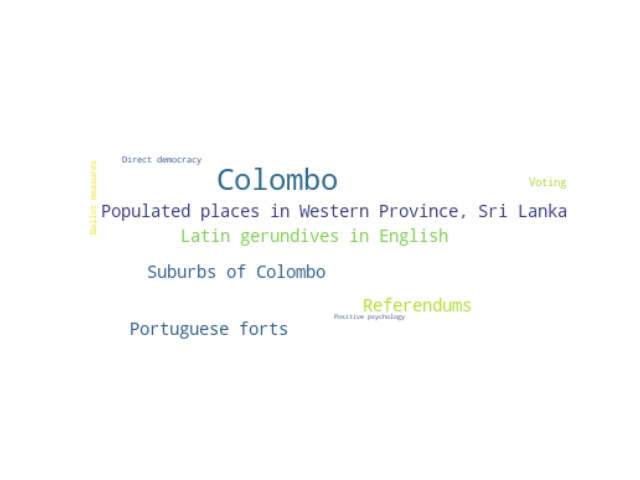 Direct democracy
Ballot measures
Colombo
Voting
Populated places in Western Province, Sri Lanka
Latin gerundives in English
Suburbs of Colombo
Referendums
Positive psychology
Portuguese forts